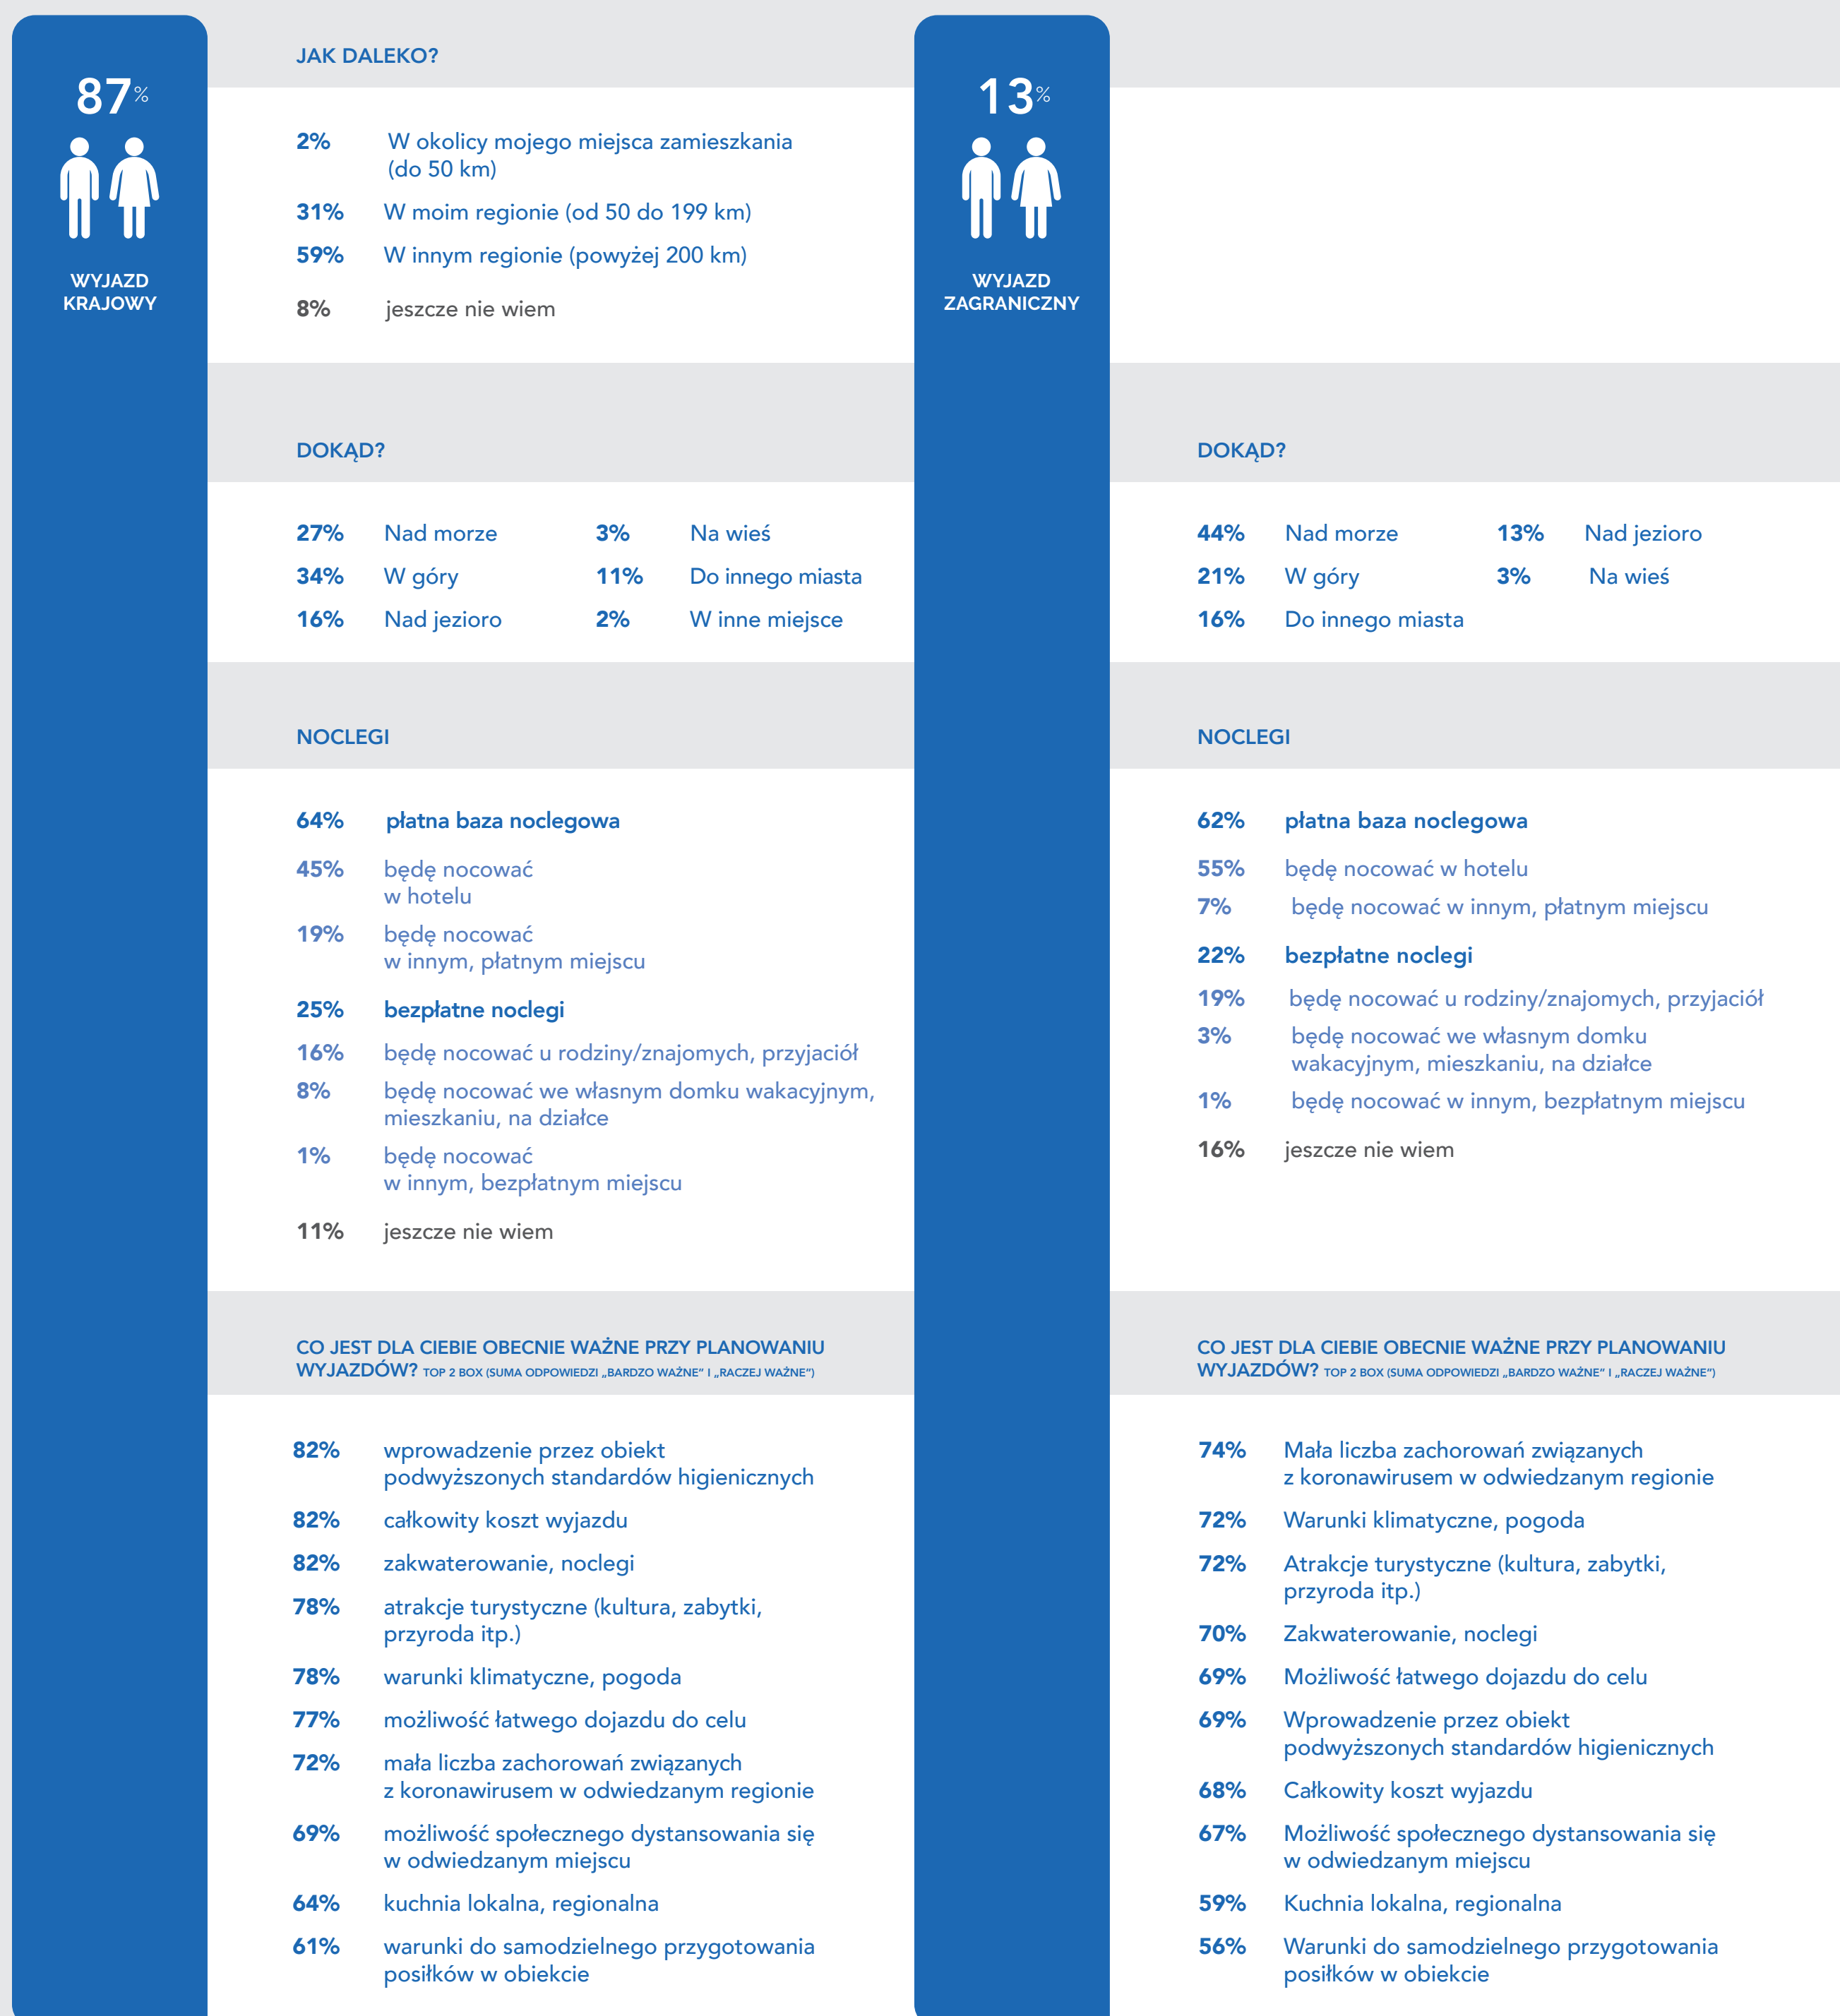 87%
WYJAZD
KRAJOWY
JAK DALEKO?
2% W okolicy mojego miejsca zamieszkania
(do 50 km)
31% W moim regionie (od 50 do 199 km)
59% W innym regionie (powyżej 200 km)
8% jeszcze nie wiem
DOKĄD?
27% Nad morze 3% Na wieś
34% W góry 11% Do innego miasta
16% Nad jezioro 2% W inne miejsce
NOCLEGI
64% płatna baza noclegowa
45% będę nocować
w hotelu
19% będę nocować
w innym, płatnym miejscu
25% bezpłatne noclegi
16% będę nocować u rodziny/znajomych, przyjaciół
8% będę nocować we własnym domku wakacyjnym,
mieszkaniu, na działce
1% będę nocować
w innym, bezpłatnym miejscu
11% jeszcze nie wiem
CO JEST DLA CIEBIE OBECNIE WAŻNE PRZY PLANOWANIU
WYJAZDÓW? TOP 2 BOX (SUMA ODPOWIEDZI „BARDZO WAŻNE” I „RACZEJ WAŻNE”)
82% wprowadzenie przez obiekt
podwyższonych standardów higienicznych
82% całkowity koszt wyjazdu
82% zakwaterowanie, noclegi
78% atrakcje turystyczne (kultura, zabytki,
przyroda itp.)
78% warunki klimatyczne, pogoda
77% możliwość łatwego dojazdu do celu
72% mała liczba zachorowań związanych
z koronawirusem w odwiedzanym regionie
69% możliwość społecznego dystansowania się
w odwiedzanym miejscu
64% kuchnia lokalna, regionalna
61% warunki do samodzielnego przygotowania
posiłków w obiekcie
13%
WYJAZD
ZAGRANICZNY
DOKĄD?
44% Nad morze 13% Nad jezioro
21% W góry 3% Na wieś
16% Do innego miasta
NOCLEGI
62% płatna baza noclegowa
55% będę nocować w hotelu
7% będę nocować w innym, płatnym miejscu
22% bezpłatne noclegi
19% będę nocować u rodziny/znajomych, przyjaciół
3% będę nocować we własnym domku
wakacyjnym, mieszkaniu, na działce
1% będę nocować w innym, bezpłatnym miejscu
16% jeszcze nie wiem
CO JEST DLA CIEBIE OBECNIE WAŻNE PRZY PLANOWANIU
WYJAZDÓW? TOP 2 BOX (SUMA ODPOWIEDZI „BARDZO WAŻNE” I „RACZEJ WAŻNE”)
74% Mała liczba zachorowań związanych
z koronawirusem w odwiedzanym regionie
72% Warunki klimatyczne, pogoda
72% Atrakcje turystyczne (kultura, zabytki,
przyroda itp.)
70% Zakwaterowanie, noclegi
69% Możliwość łatwego dojazdu do celu
69% Wprowadzenie przez obiekt
podwyższonych standardów higienicznych
68% Całkowity koszt wyjazdu
67% Możliwość społecznego dystansowania się
w odwiedzanym miejscu
59% Kuchnia lokalna, regionalna
56% Warunki do samodzielnego przygotowania
posiłków w obiekcie